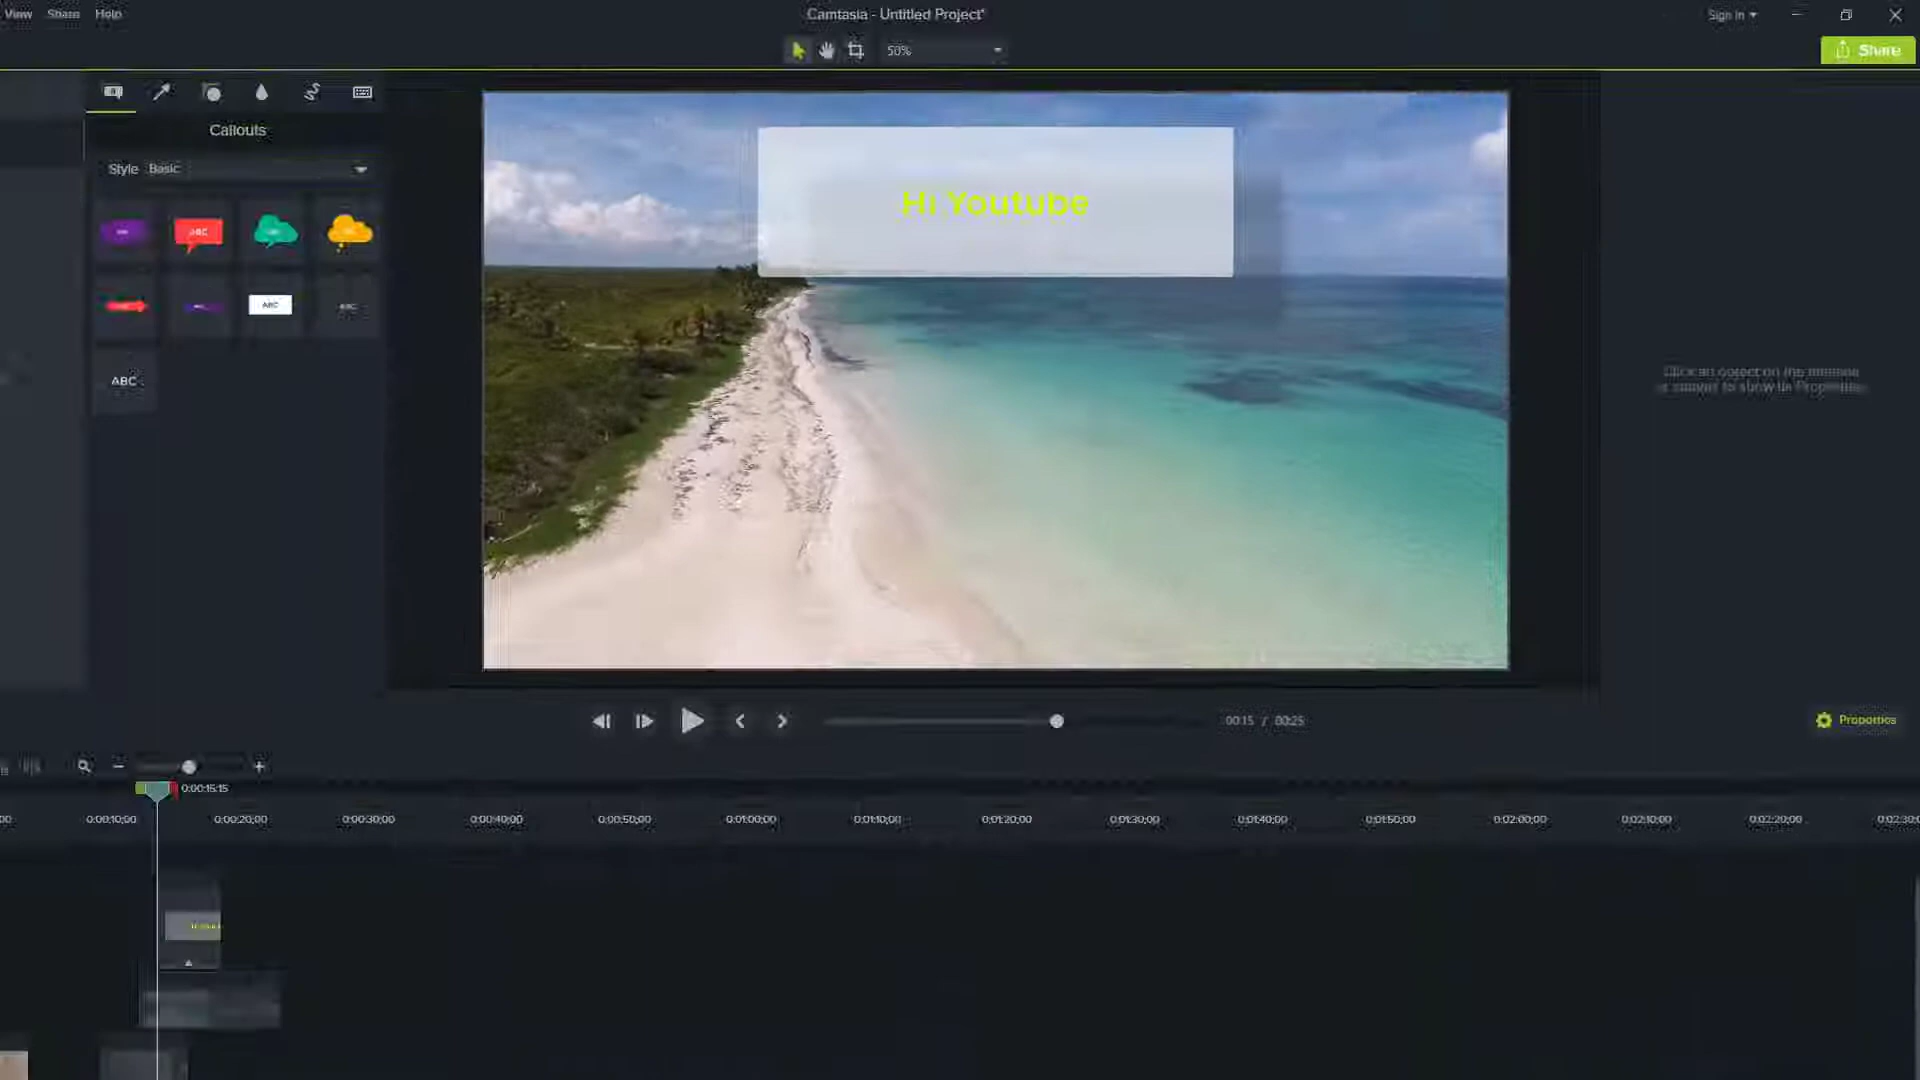 View Share Help
Camtasia - Untitled Project*
Sign In
50%
Share
Callouts
Style Basic
ABC
ABC
ABC
ABC
Hi Youtube
Click an object on the timeline
or canvas to show its Properties
00:15 / 00:25
Properties
0:00:15;15
0:00:10;00 0:00:20;00 0:00:30;00 0:00:40;00 0:00:50;00 0:01:00;00 0:01:10;00 0:01:20;00 0:01:30;00 0:01:40;00 0:01:50;00 0:02:00;00 0:02:10;00 0:02:20;00